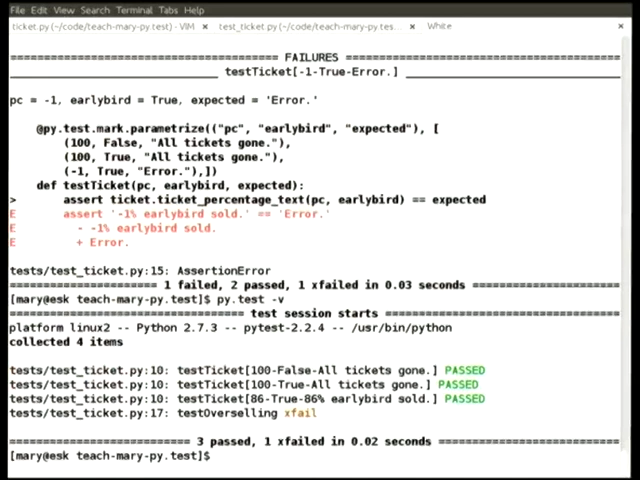 File Edit View Search Terminal Tabs Help
ticket.py (~/code/teach-mary-py.test) - VIM × test_ticket.py (~/code/teach-mary-py.tes... × White ×
================================ FAILURES ================================
______________________ testTicket[-1-True-Error.] ______________________
pc = -1, earlybird = True, expected = 'Error.'
@py.test.mark.parametrize(("pc", "earlybird", "expected"), [
(100, False, "All tickets gone."),
(100, True, "All tickets gone."),
(-1, True, "Error."),])
def testTicket(pc, earlybird, expected):
> assert ticket.ticket_percentage_text(pc, earlybird) == expected
E assert '-1% earlybird sold.' == 'Error.'
E - -1% earlybird sold.
E + Error.
tests/test_ticket.py:15: AssertionError
================ 1 failed, 2 passed, 1 xfailed in 0.03 seconds ================
[mary@esk teach-mary-py.test]$ py.test -v
========================== test session starts ==========================
platform linux2 -- Python 2.7.3 -- pytest-2.2.4 -- /usr/bin/python
collected 4 items
tests/test_ticket.py:10: testTicket[100-False-All tickets gone.] PASSED
tests/test_ticket.py:10: testTicket[100-True-All tickets gone.] PASSED
tests/test_ticket.py:10: testTicket[86-True-86% earlybird sold.] PASSED
tests/test_ticket.py:17: testOverselling xfail
==================== 3 passed, 1 xfailed in 0.02 seconds ====================
[mary@esk teach-mary-py.test]$